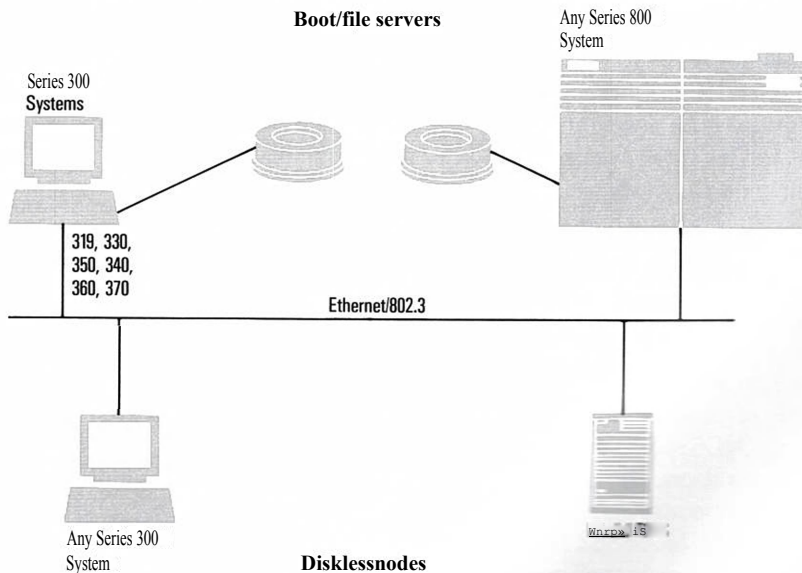 Boot/file servers
Any Series 800
System
Series 300
Systems
319, 330,
350, 340,
360, 370
Ethernet/802.3
Any Series 300
System
Disklessnodes